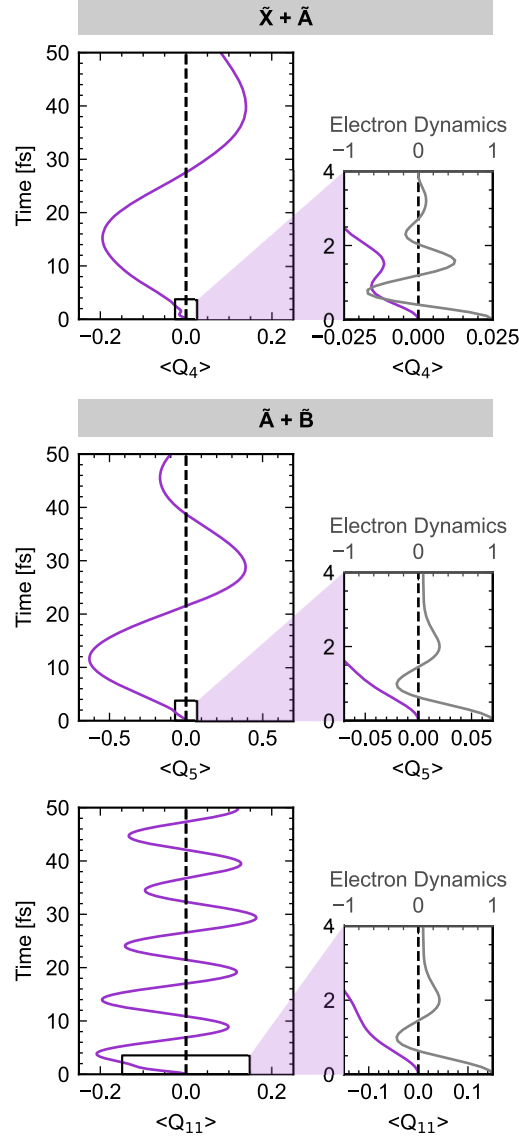 X̃ + Ã
Electron Dynamics
−1 0 1
50
40
30
20
10
0
Time [fs]
4
2
0
−0.2 0.0 0.2
<Q4>
−0.025 0.000 0.025
<Q4>
Ã + B̃
Electron Dynamics
−1 0 1
50
40
30
20
10
0
Time [fs]
4
2
0
−0.5 0.0 0.5
<Q5>
−0.05 0.00 0.05
<Q5>
Electron Dynamics
−1 0 1
50
40
30
20
10
0
Time [fs]
4
2
0
−0.2 0.0 0.2
<Q11>
−0.1 0.0 0.1
<Q11>